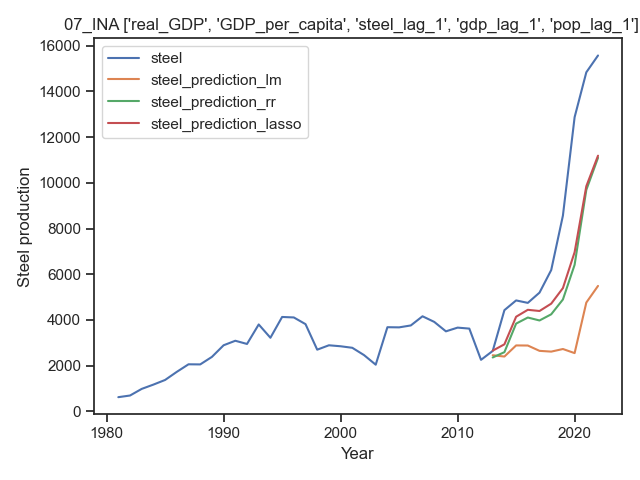 07_INA ['real_GDP', 'GDP_per_capita', 'steel_lag_1', 'gdp_lag_1', 'pop_lag_1']
steel
steel_prediction_lm
steel_prediction_rr
steel_prediction_lasso
16000
14000
12000
10000
8000
6000
4000
2000
0
Steel production
1980 1990 2000 2010 2020
Year